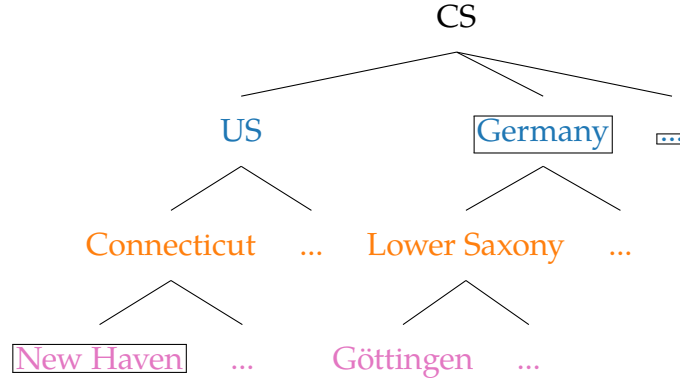 CS
US Germany ...
Connecticut ... Lower Saxony ...
New Haven ... Göttingen ...